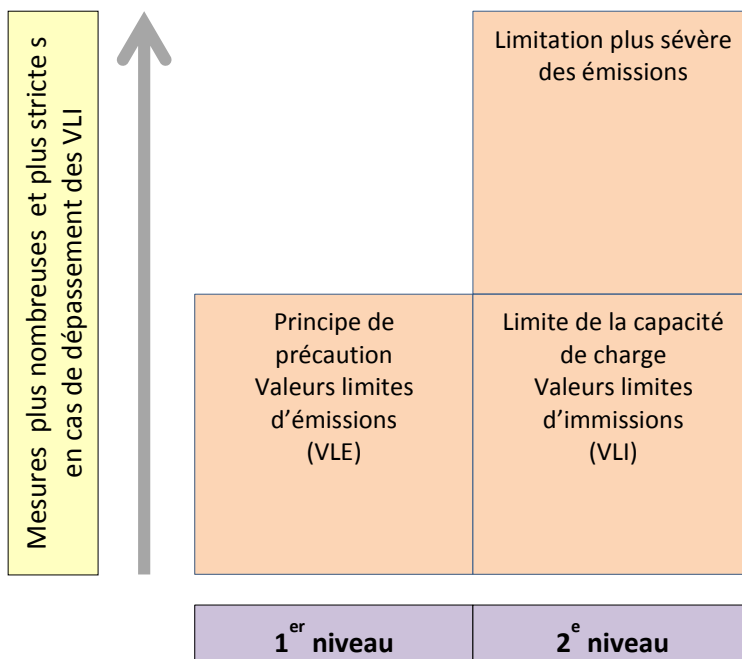 Mesures plus nombreuses et plus stricte s
en cas de dépassement des VLI
Limitation plus sévère
des émissions
Principe de
précaution
Valeurs limites
d’émissions
(VLE)
Limite de la capacité
de charge
Valeurs limites
d’immissions
(VLI)
1er niveau
2e niveau